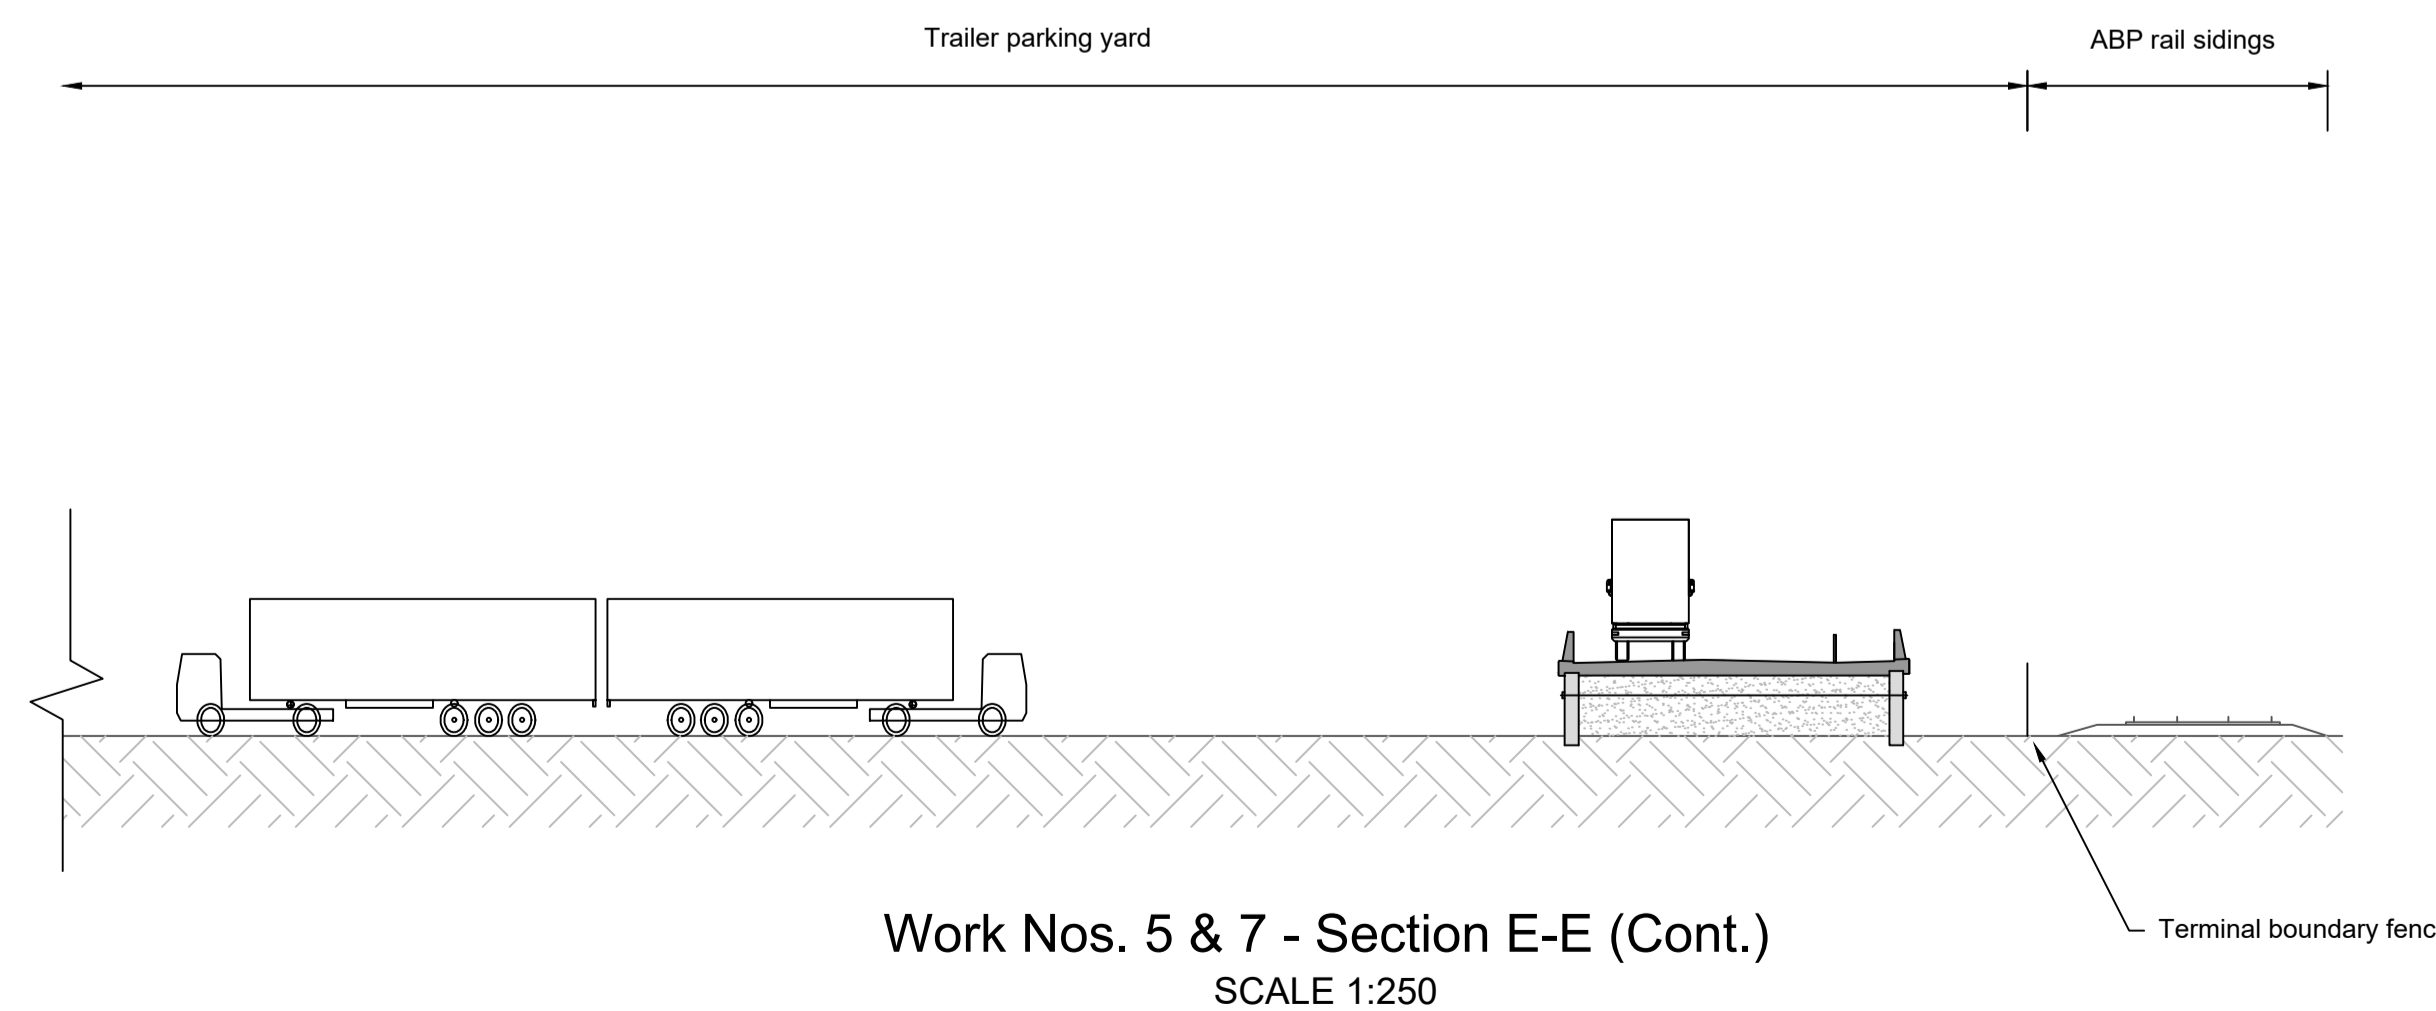 Trailer parking yard
ABP rail sidings
Terminal boundary fenc
Work Nos. 5 & 7 - Section E-E (Cont.)
SCALE 1:250